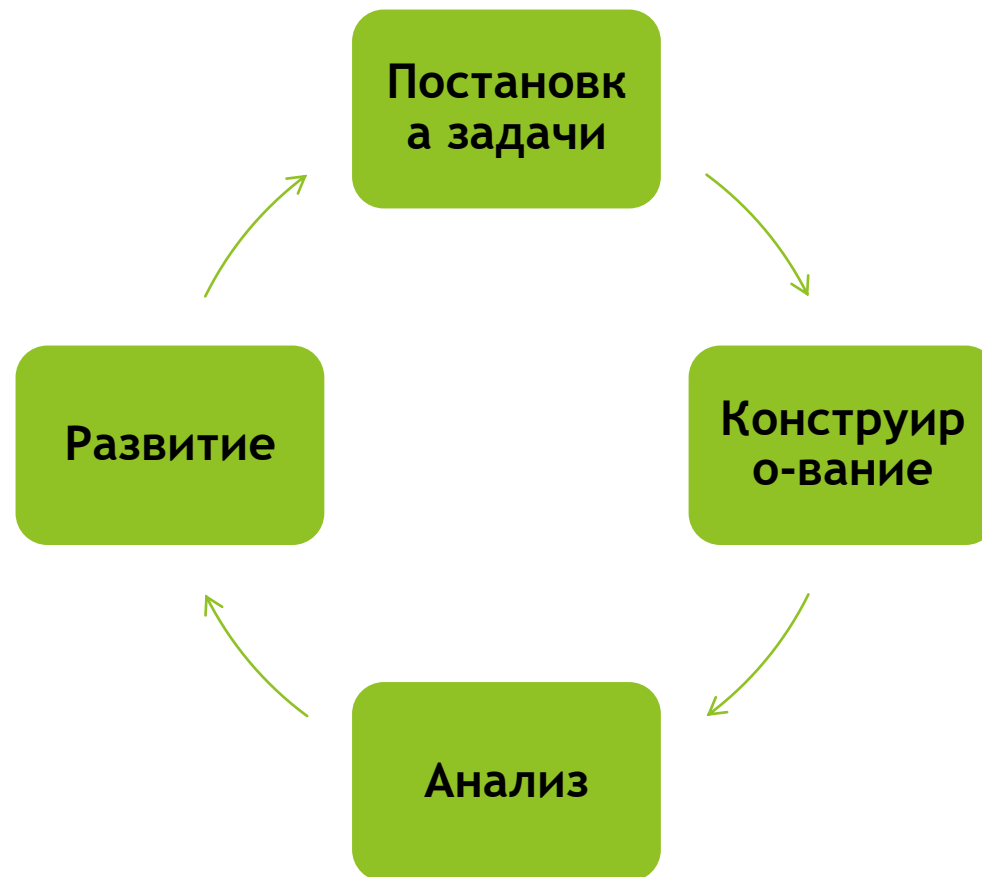 Постановк
а задачи
Развитие
Конструир
о-вание
Анализ